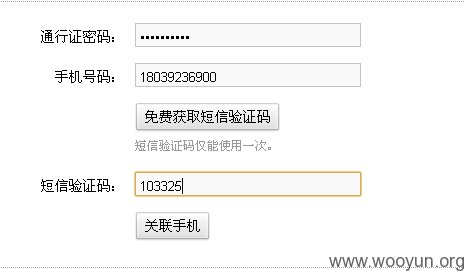 通行证密码： ••••••••••
手机号码： 18039236900
免费获取短信验证码
短信验证码仅能使用一次。
短信验证码： 103325
关联手机
www.wooyun.org